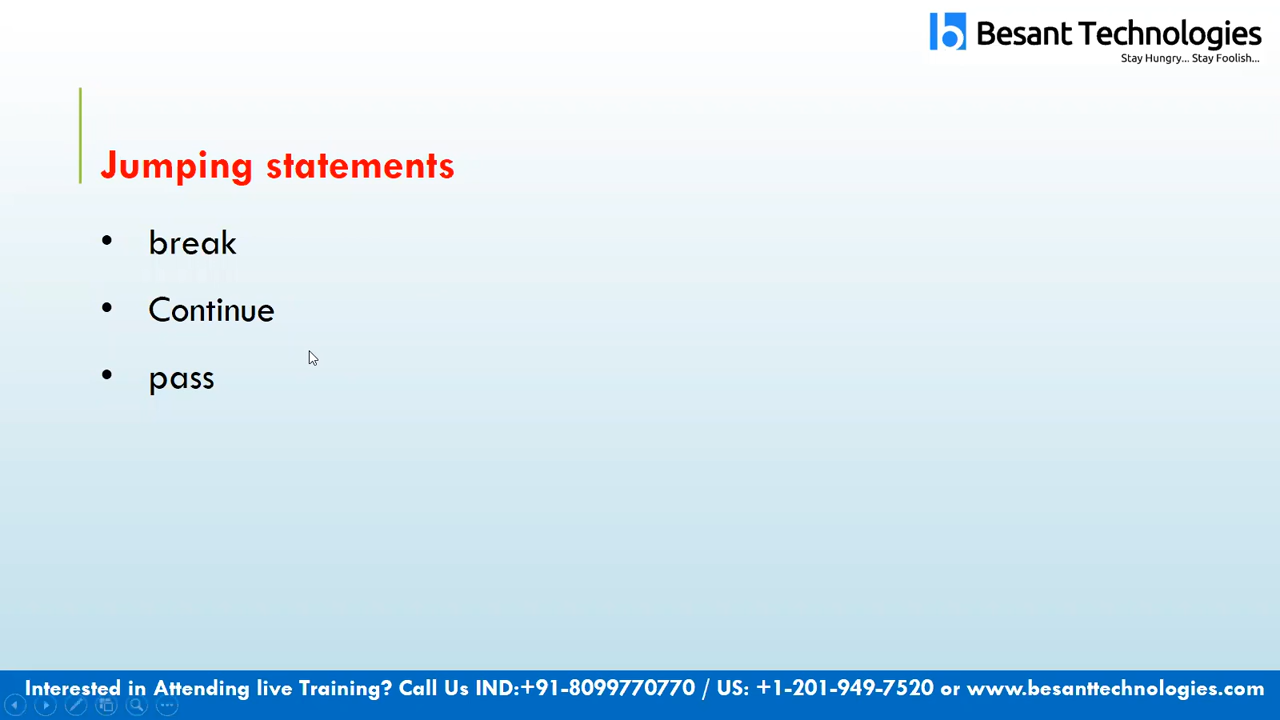 Besant Technologies
Stay Hungry... Stay Foolish...
Jumping statements
• break
• Continue
• pass
Interested in Attending live Training? Call Us IND:+91-8099770770 / US: +1-201-949-7520 or www.besanttechnologies.com